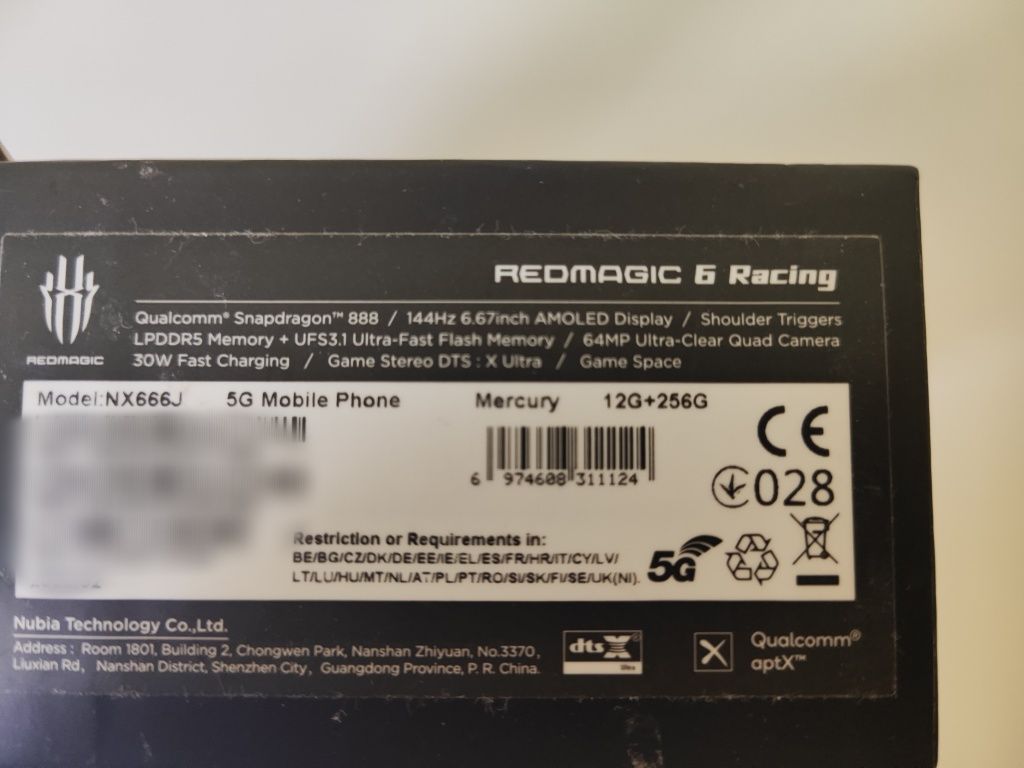 REDMAGIC 6 Racing
REDMAGIC
Qualcomm® Snapdragon™ 888 / 144Hz 6.67inch AMOLED Display / Shoulder Triggers
LPDDR5 Memory + UFS3.1 Ultra-Fast Flash Memory / 64MP Ultra-Clear Quad Camera
30W Fast Charging / Game Stereo DTS : X Ultra / Game Space
Model:NX666J 5G Mobile Phone Mercury 12G+256G
CE
6 974608 311124
028
Restriction or Requirements in:
BE/BG/CZ/DK/DE/EE/IE/EL/ES/FR/HR/IT/CY/LV/
LT/LU/HU/MT/NL/AT/PL/PT/RO/SI/SK/FI/SE/UK(NI).
5G
Nubia Technology Co.,Ltd.
Address : Room 1801, Building 2, Chongwen Park, Nanshan Zhiyuan, No.3370,
Liuxian Rd, Nanshan District, Shenzhen City, Guangdong Province, P. R. China.
dts X®
Ultra
Qualcomm®
aptX™